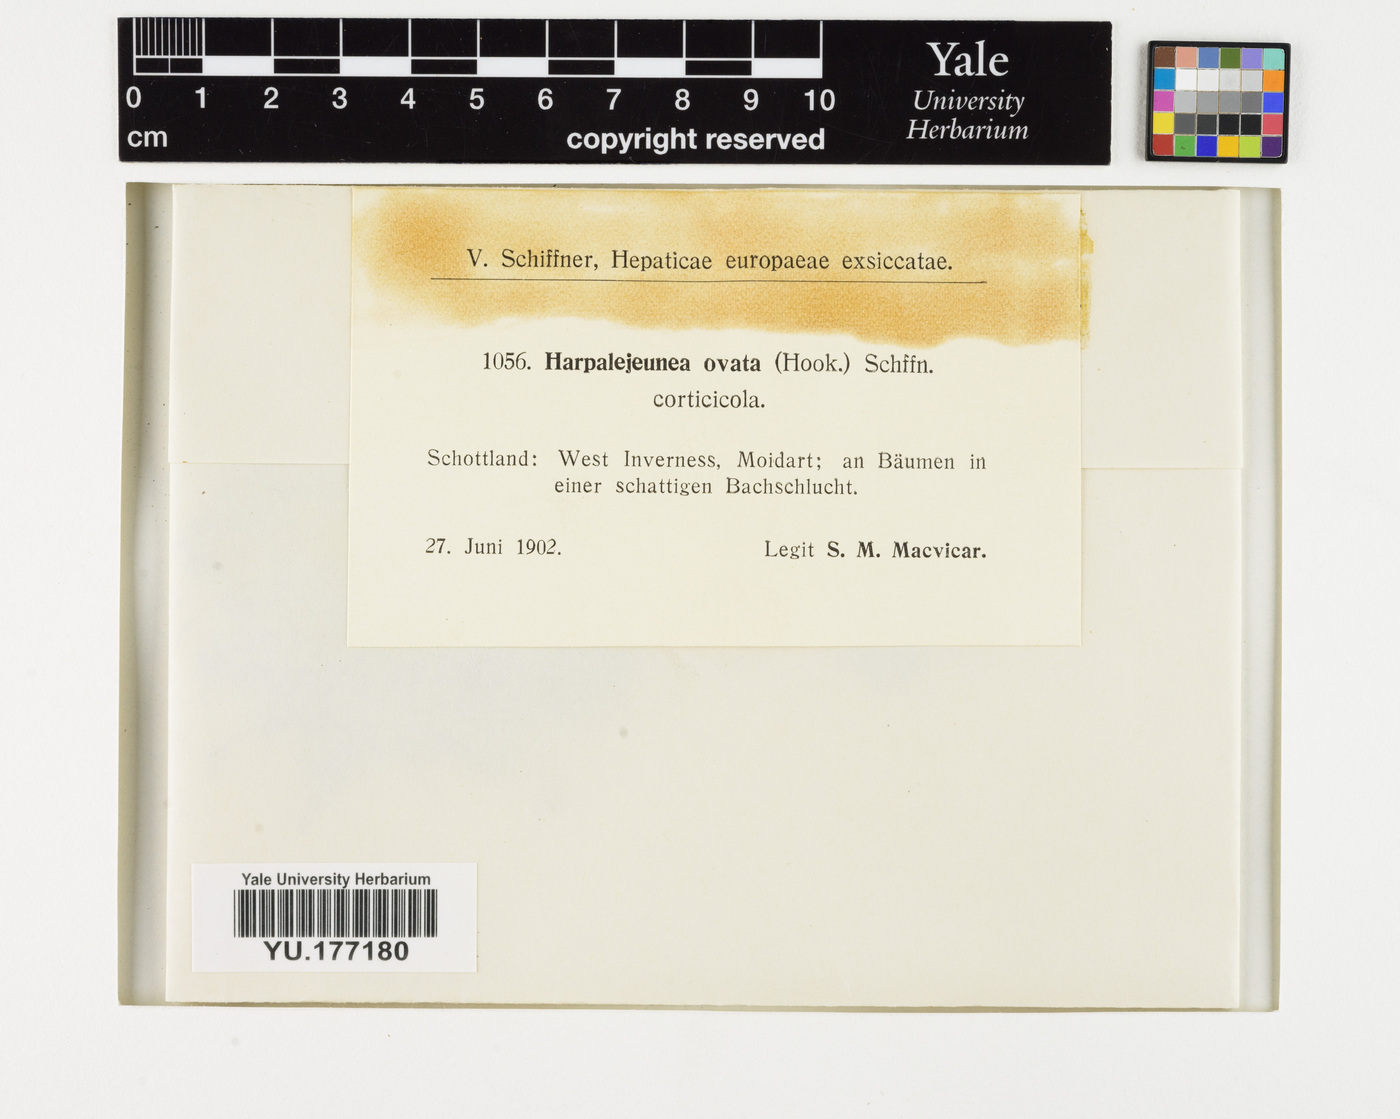 0 1 2 3 4 5 6 7 8 9 10
cm
copyright reserved
Yale
University
Herbarium
V. Schiffner, Hepaticae europaeae exsiccatae.
1056. Harpalejeunea ovata (Hook.) Schffn.
corticicola.
Schottland: West Inverness, Moidart; an Bäumen in
einer schattigen Bachschlucht.
27. Juni 1902.
Legit S. M. Macvicar.
Yale University Herbarium
YU.177180